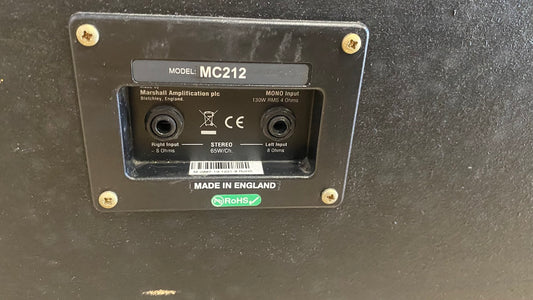 MODEL: MC212
Marshall Amplification plc
Bletchley, England.
MONO Input
130W RMS 4 Ohms
CE
Right Input
8 Ohms
STEREO
65W/Ch.
Left Input
8 Ohms
MADE IN ENGLAND
Pb RoHS